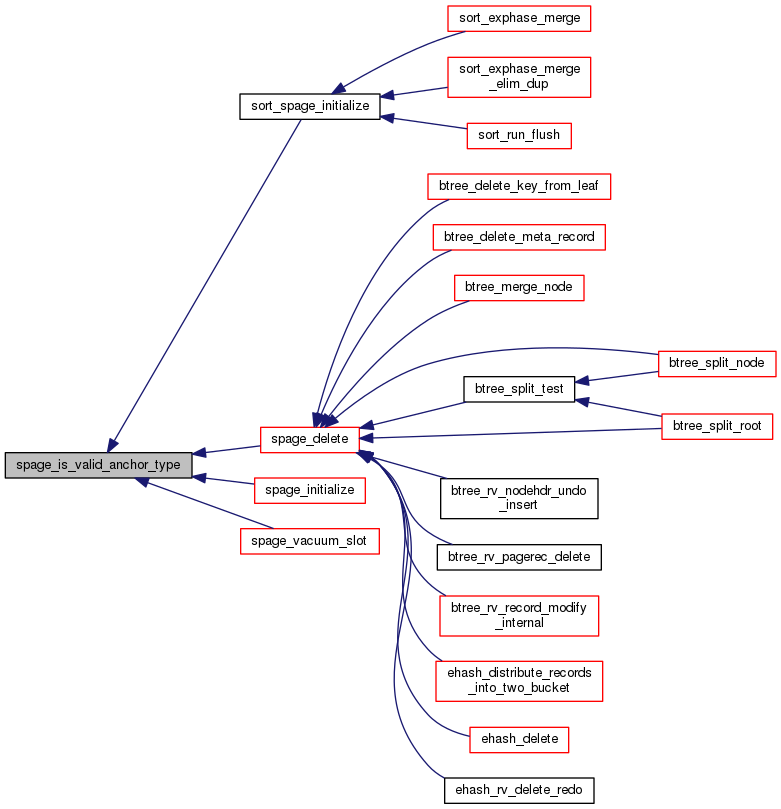 sort_exphase_merge
sort_exphase_merge
_elim_dup
sort_spage_initialize
sort_run_flush
btree_delete_key_from_leaf
btree_delete_meta_record
btree_merge_node
btree_split_node
btree_split_test
btree_split_root
spage_delete
spage_is_valid_anchor_type
spage_initialize
btree_rv_nodehdr_undo
_insert
spage_vacuum_slot
btree_rv_pagerec_delete
btree_rv_record_modify
_internal
ehash_distribute_records
_into_two_bucket
ehash_delete
ehash_rv_delete_redo